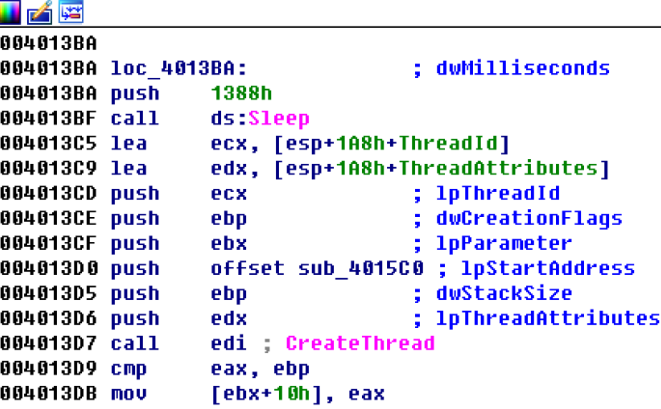 004013BA
004013BA loc_4013BA: ; dwMilliseconds
004013BA push 1388h
004013BF call ds:Sleep
004013C5 lea ecx, [esp+1A8h+ThreadId]
004013C9 lea edx, [esp+1A8h+ThreadAttributes]
004013CD push ecx ; lpThreadId
004013CE push ebp ; dwCreationFlags
004013CF push ebx ; lpParameter
004013D0 push offset sub_4015C0 ; lpStartAddress
004013D5 push ebp ; dwStackSize
004013D6 push edx ; lpThreadAttributes
004013D7 call edi ; CreateThread
004013D9 cmp eax, ebp
004013DB mov [ebx+10h], eax